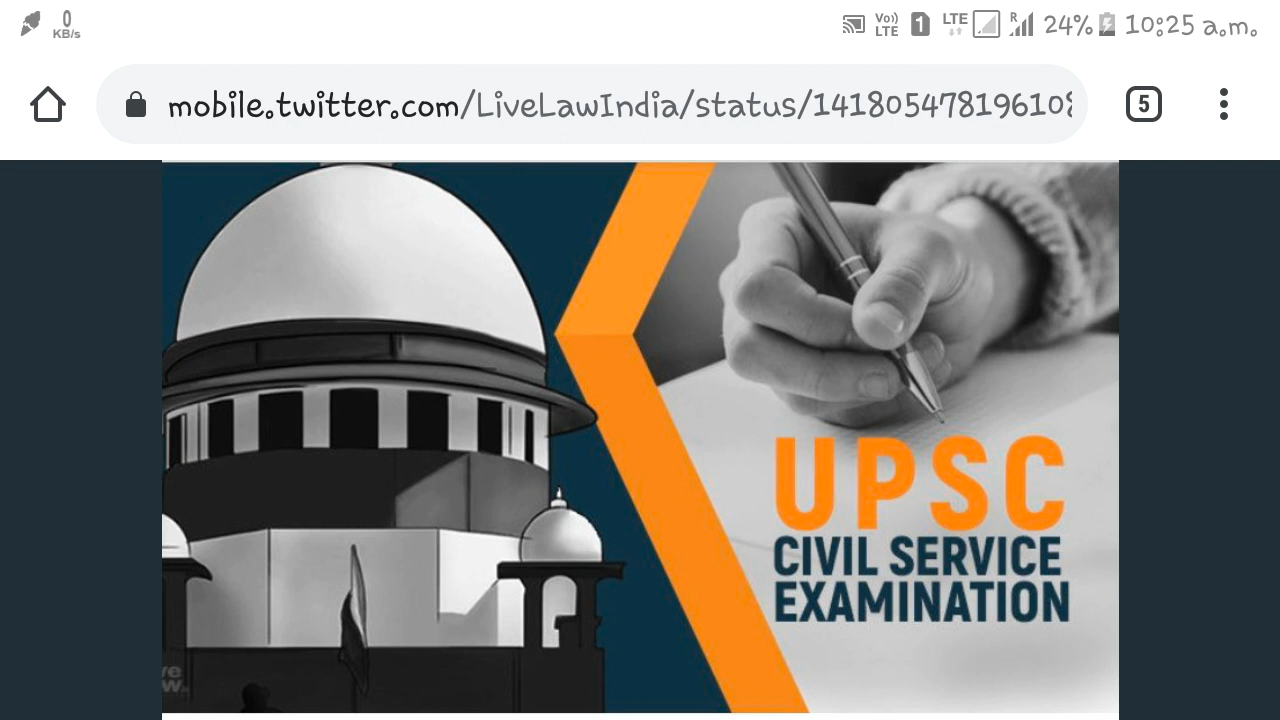 0
KB/s
Vo))
LTE
1
LTE
R
24%
10:25 a.m.
mobile.twitter.com/LiveLawIndia/status/141805478196108
5
UPSC
CIVIL SERVICE
EXAMINATION